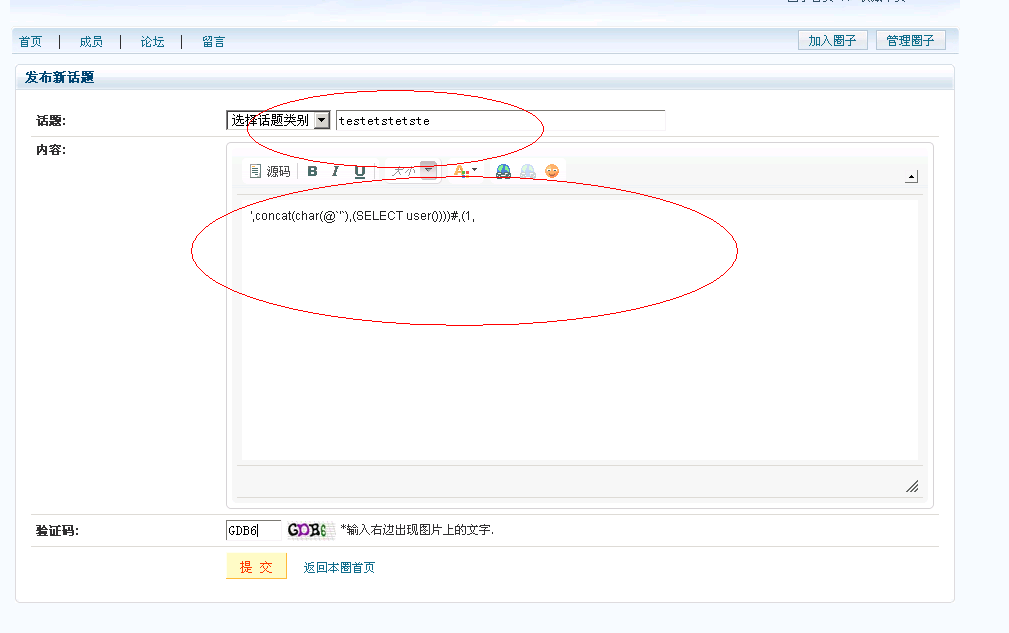 首页 | 成员 | 论坛 | 留言 加入圈子 管理圈子
发布新话题
话题: 选择话题类别 testetstetste
内容:
源码 B I U 大小 A
',concat(char(@`'`),(SELECT user())))#,(1,
验证码: GDB6 GDB6 *输入右边出现图片上的文字.
提 交 返回本圈首页